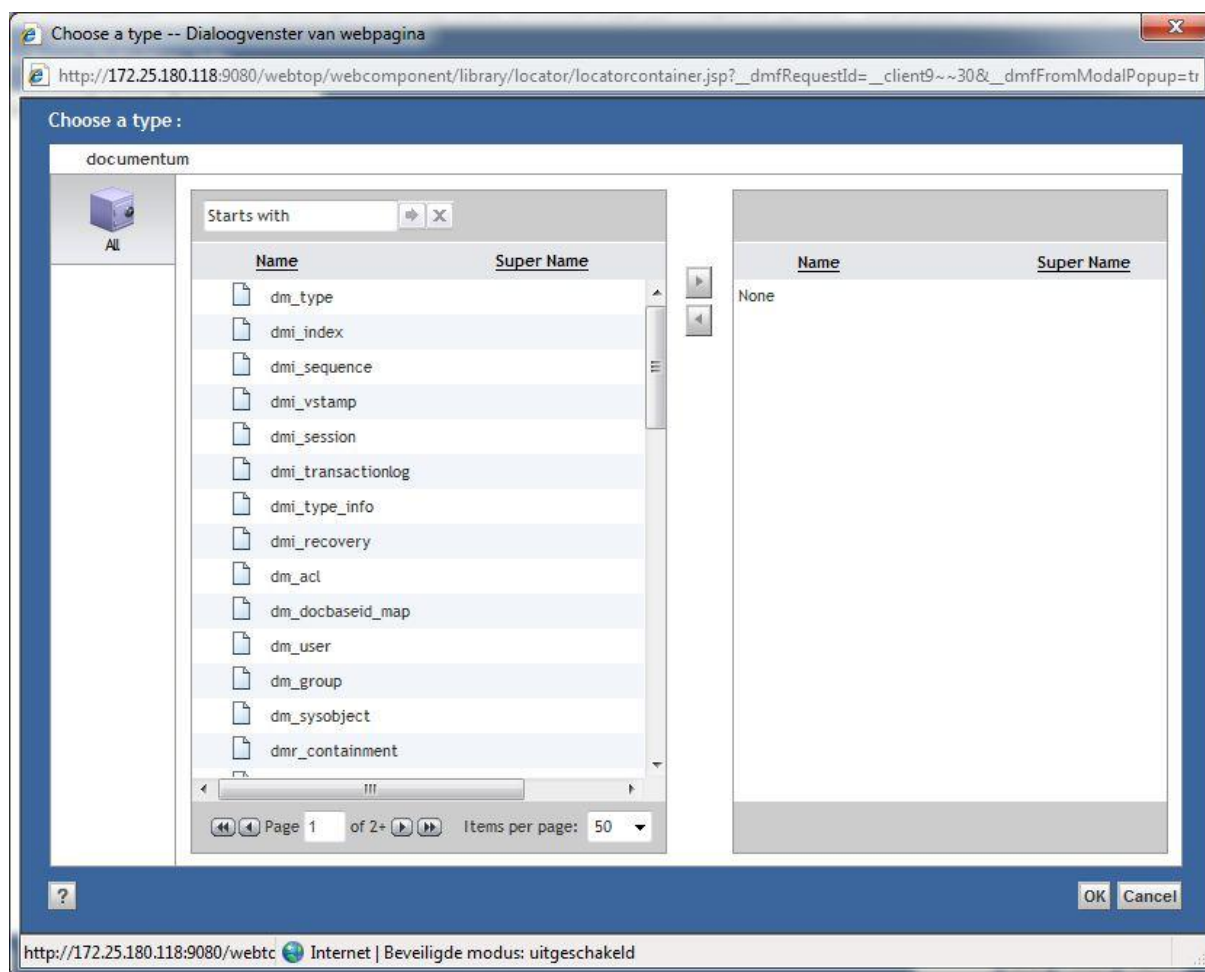 Choose a type -- Dialoogvenster van webpagina
http://172.25.180.118:9080/webtop/webcomponent/library/locator/locatorcontainer.jsp?__dmfRequestId=__client9~~30&__dmfFromModalPopup=tr
Choose a type :
documentum
All
Starts with
Name Super Name
dm_type
dmi_index
dmi_sequence
dmi_vstamp
dmi_session
dmi_transactionlog
dmi_type_info
dmi_recovery
dm_acl
dm_docbaseid_map
dm_user
dm_group
dm_sysobject
dmr_containment
Page 1 of 2+ Items per page: 50
Name Super Name
None
? OK Cancel
http://172.25.180.118:9080/webtc Internet | Beveiligde modus: uitgeschakeld